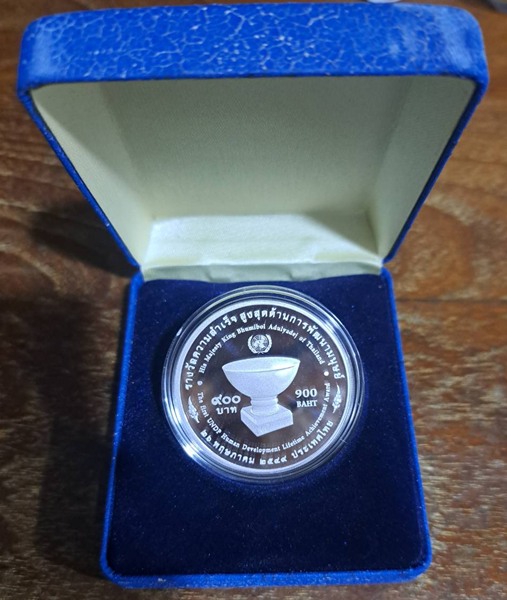 รางวัลความสำเร็จ สูงสุดด้านการพัฒนามนุษย์
His Majesty King Bhumibol Adulyadej of Thailand
๙๐๐
บาท
900
BAHT
The First UNDP Human Development Lifetime Achievement Award
๒๖ พฤษภาคม ๒๕๔๙ ประเทศไทย